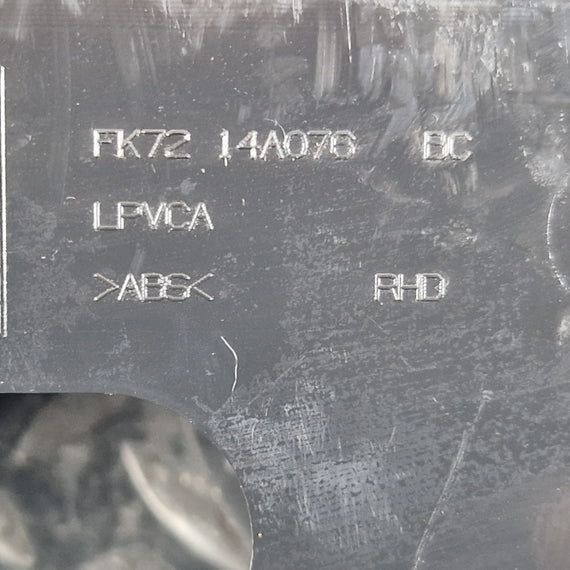 FK72 14A076 BC
LPVCA
>ABS< RHD